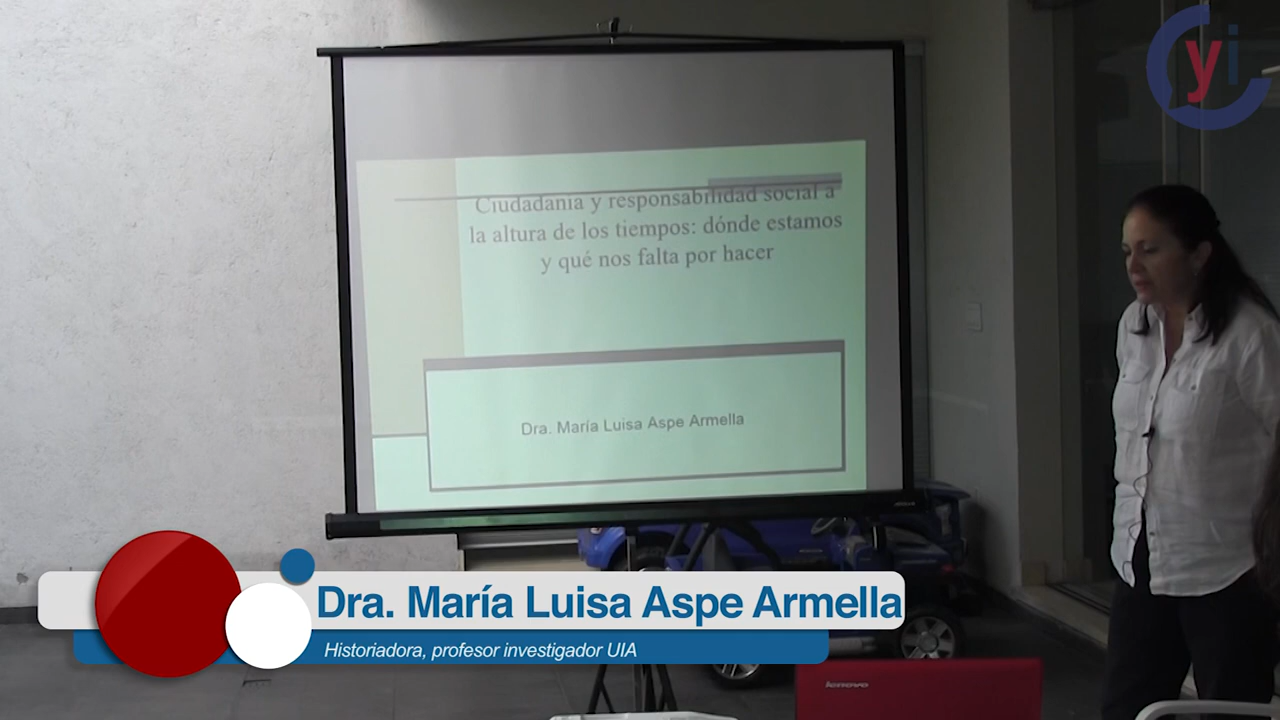 yi
Ciudadanía y responsabilidad social a
la altura de los tiempos: dónde estamos
y qué nos falta por hacer
Dra. María Luisa Aspe Armella
Dra. María Luisa Aspe Armella
Historiadora, profesor investigador UIA
lenovo